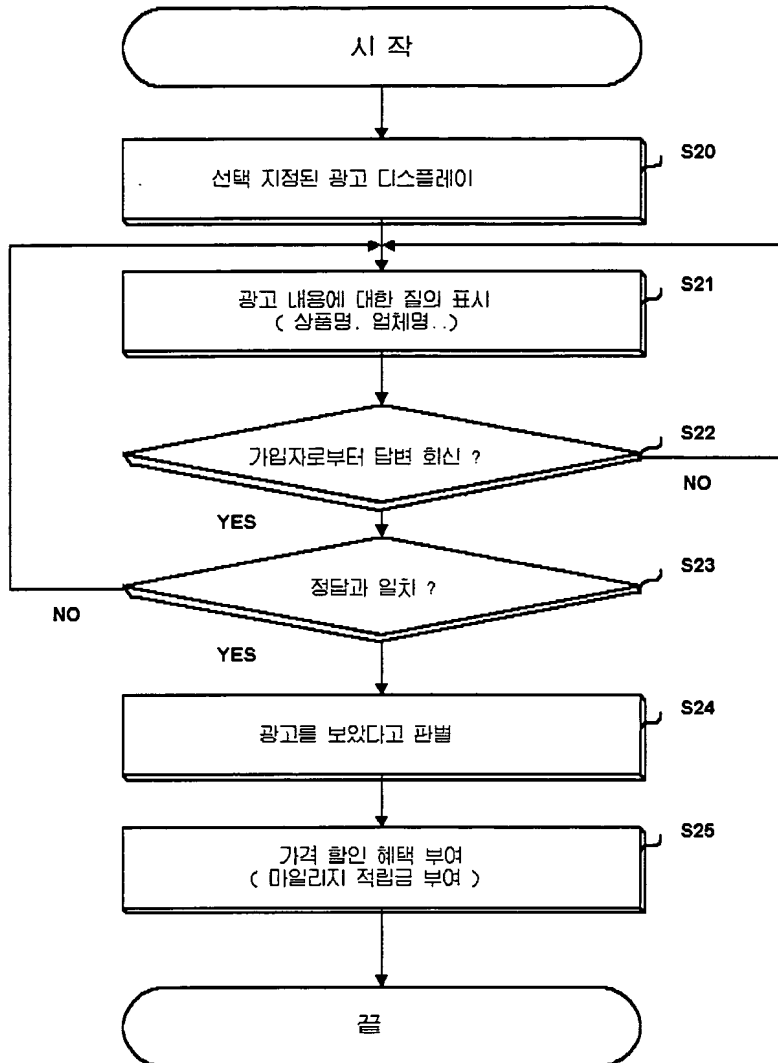 시 작
선택 지정된 광고 디스플레이
S20
광고 내용에 대한 질의 표시
( 상품명, 업체명..)
S21
가입자로부터 답변 회신 ?
S22
NO
YES
정답과 일치 ?
S23
NO
YES
광고를 보았다고 판별
S24
가격 할인 혜택 부여
( 마일리지 적립금 부여 )
S25
끝